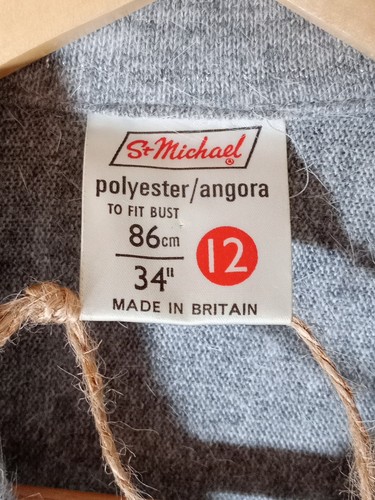 St Michael®
polyester/angora
TO FIT BUST
86cm
34"
12
MADE IN BRITAIN